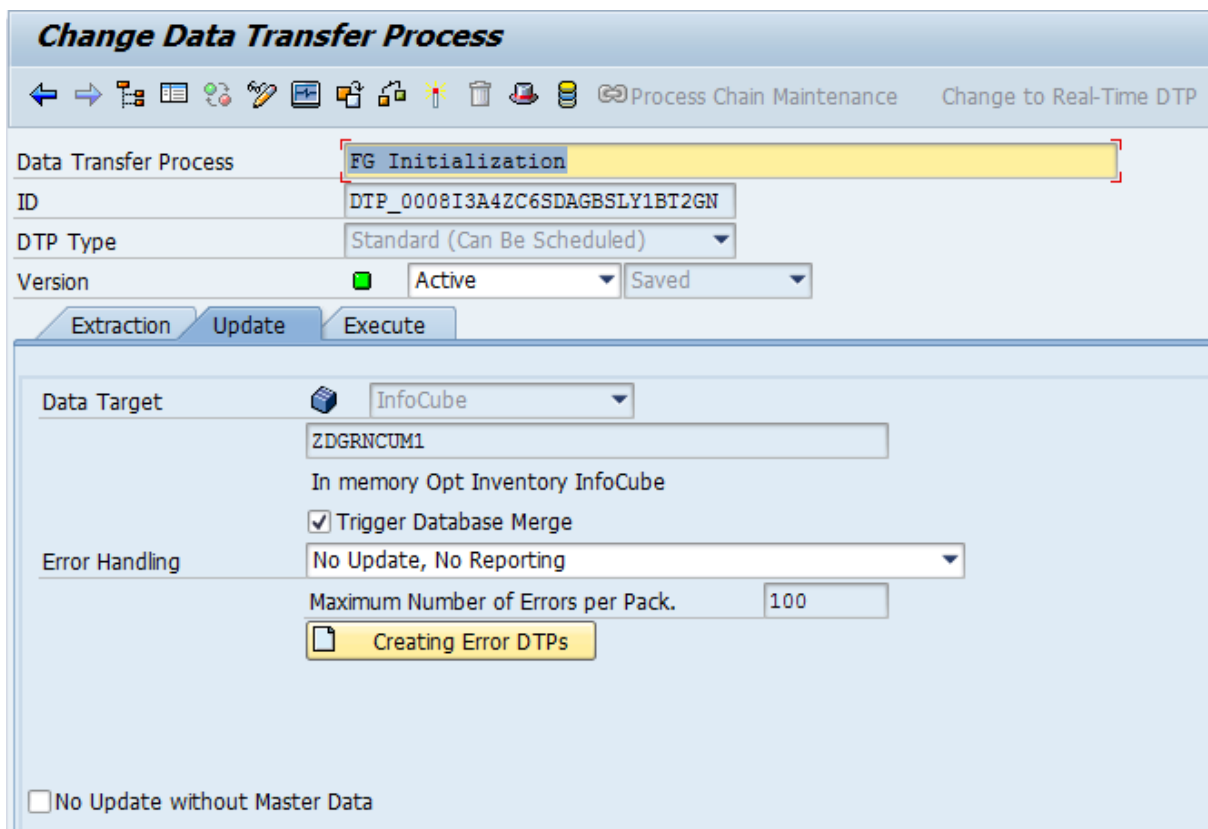 Change Data Transfer Process
Process Chain Maintenance Change to Real-Time DTP
Data Transfer Process FG Initialization
ID DTP_0008I3A4ZC6SDAGBSLY1BT2GN
DTP Type Standard (Can Be Scheduled)
Version Active Saved
Extraction Update Execute
Data Target InfoCube
ZDGRNCUM1
In memory Opt Inventory InfoCube
Trigger Database Merge
Error Handling No Update, No Reporting
Maximum Number of Errors per Pack. 100
Creating Error DTPs
No Update without Master Data